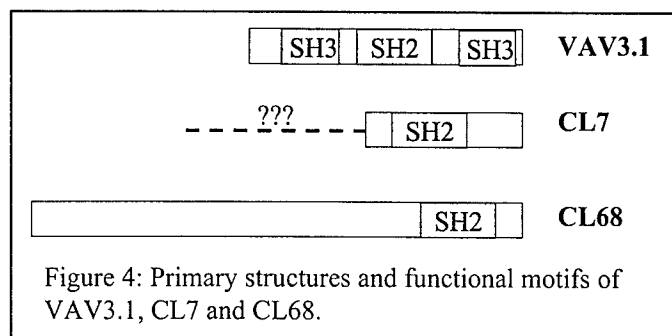 SH3 SH2 SH3 VAV3.1
??? SH2 CL7
SH2 CL68
Figure 4: Primary structures and functional motifs of
VAV3.1, CL7 and CL68.